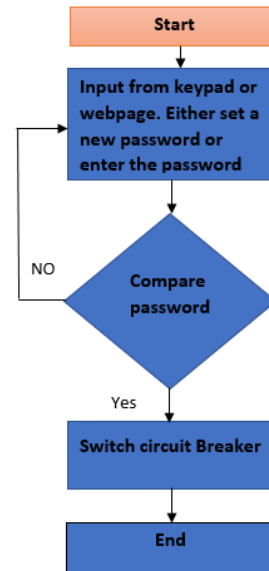 Start
Input from keypad or
webpage. Either set a
new password or
enter the password
Compare
password
NO
Yes
Switch circuit Breaker
End